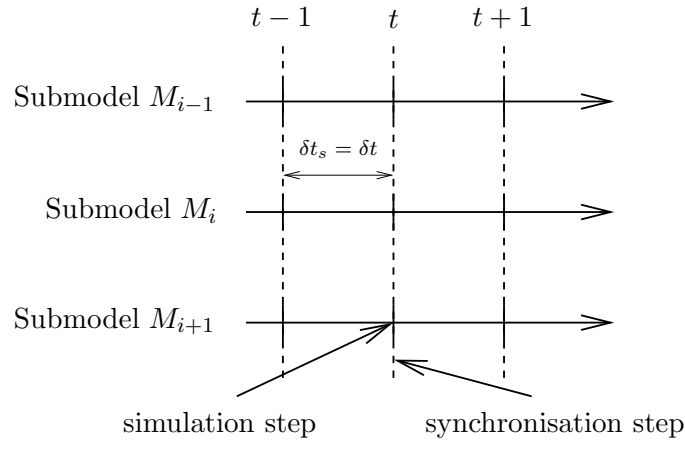 t − 1 t t + 1
Submodel M_{i−1}
δt_s = δt
Submodel M_i
Submodel M_{i+1}
simulation step synchronisation step